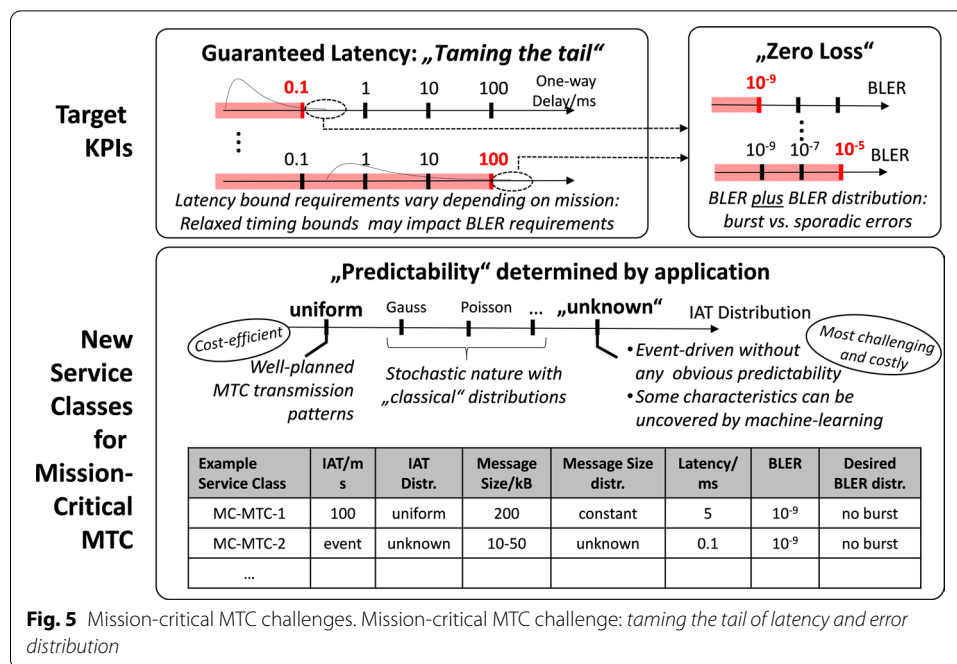 Target
KPIs
Guaranteed Latency: „Taming the tail“
0.1 1 10 100 One-way
Delay/ms
0.1 1 10 100
Latency bound requirements vary depending on mission:
Relaxed timing bounds may impact BLER requirements
„Zero Loss“
10-9
BLER
10-9 10-7 10-5 BLER
BLER plus BLER distribution:
burst vs. sporadic errors
New
Service
Classes
for
Mission-
Critical
MTC
„Predictability“ determined by application
uniform Gauss Poisson ... „unknown“ IAT Distribution
Cost-efficient
Most challenging
and costly
Well-planned
MTC transmission
patterns
Stochastic nature with
„classical“ distributions
•Event-driven without
any obvious predictability
•Some characteristics can be
uncovered by machine-learning
Example
Service Class
IAT/m
s
IAT
Distr.
Message
Size/kB
Message Size
distr.
Latency/
ms
BLER
Desired
BLER distr.
MC-MTC-1 100 uniform 200 constant 5 10-9 no burst
MC-MTC-2 event unknown 10-50 unknown 0.1 10-9 no burst
...
Fig. 5 Mission-critical MTC challenges. Mission-critical MTC challenge: taming the tail of latency and error
distribution